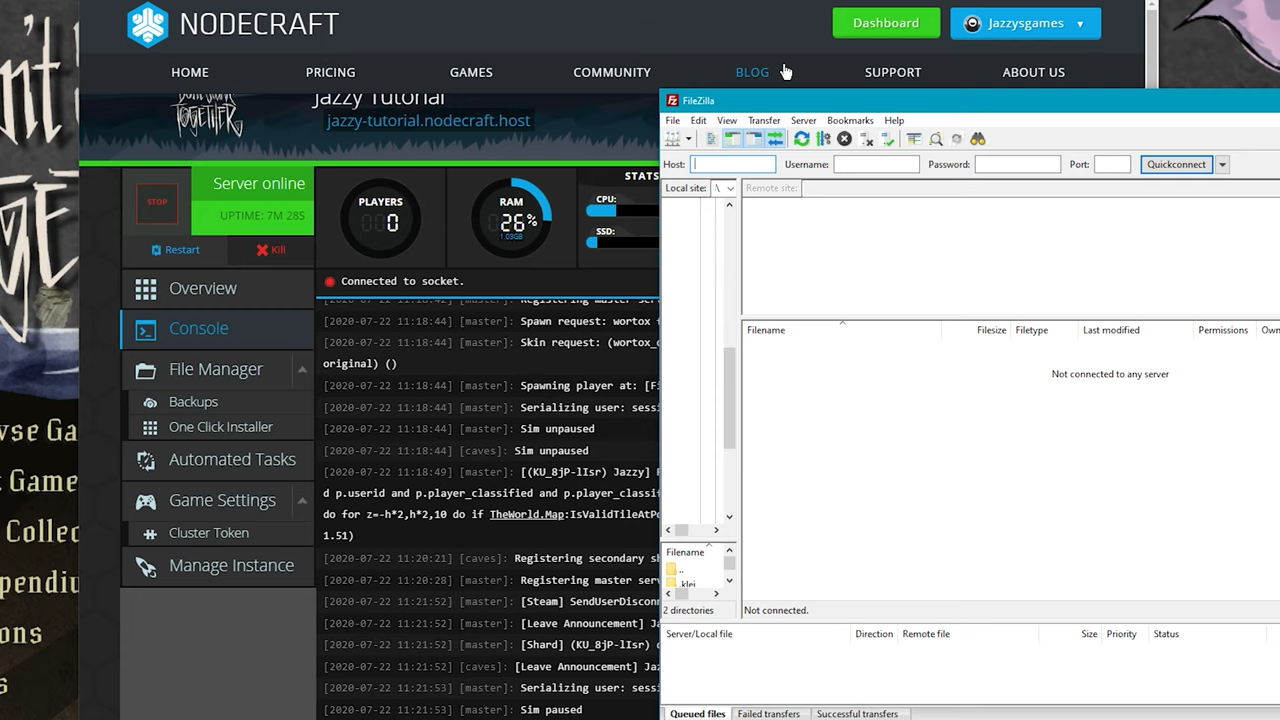 NODECRAFT
Dashboard
Jazzysgames
HOME PRICING GAMES COMMUNITY BLOG SUPPORT ABOUT US
Jazzy Tutorial
jazzy-tutorial.nodecraft.host
TOGETHER
STOP
Server online
UPTIME: 7M 28S
Restart
Kill
PLAYERS
0
RAM
26%
1.03GB
STATS
CPU:
SSD:
Connected to socket.
Overview
Console
File Manager
Backups
One Click Installer
Automated Tasks
Game Settings
Cluster Token
Manage Instance
[2020-07-22 11:18:42] [master]: Registering master serv
[2020-07-22 11:18:44] [master]: Spawn request: wortox
[2020-07-22 11:18:44] [master]: Skin request: (wortox_
original) ()
[2020-07-22 11:18:44] [master]: Spawning player at: [Fi
[2020-07-22 11:18:44] [master]: Serializing user: sessi
[2020-07-22 11:18:44] [master]: Sim unpaused
[2020-07-22 11:18:44] [caves]: Sim unpaused
[2020-07-22 11:18:49] [master]: [(KU_8jP-lIsr) Jazzy]
d p.userid and p.player_classified and p.player_classif
do for z=-h*2,h*2,10 do if TheWorld.Map:IsValidTileAtPo
1.51)
[2020-07-22 11:20:21] [caves]: Registering secondary sh
[2020-07-22 11:20:28] [master]: Registering master serv
[2020-07-22 11:21:52] [master]: [Steam] SendUserDiscon
[2020-07-22 11:21:52] [master]: [Leave Announcement] Ja
[2020-07-22 11:21:52] [master]: [Shard] (KU_8jP-lIsr)
[2020-07-22 11:21:52] [caves]: [Leave Announcement] Jaz
[2020-07-22 11:21:53] [master]: Serializing user: sessi
[2020-07-22 11:21:53] [master]: Sim paused
FileZilla
File Edit View Transfer Server Bookmarks Help
Host: Username: Password: Port: Quickconnect
Local site: \
Remote site:
Filename Filesize Filetype Last modified Permissions Own
Not connected to any server
Filename
..
.klei
2 directories
Not connected.
Server/Local file Direction Remote file Size Priority Status
Queued files Failed transfers Successful transfers